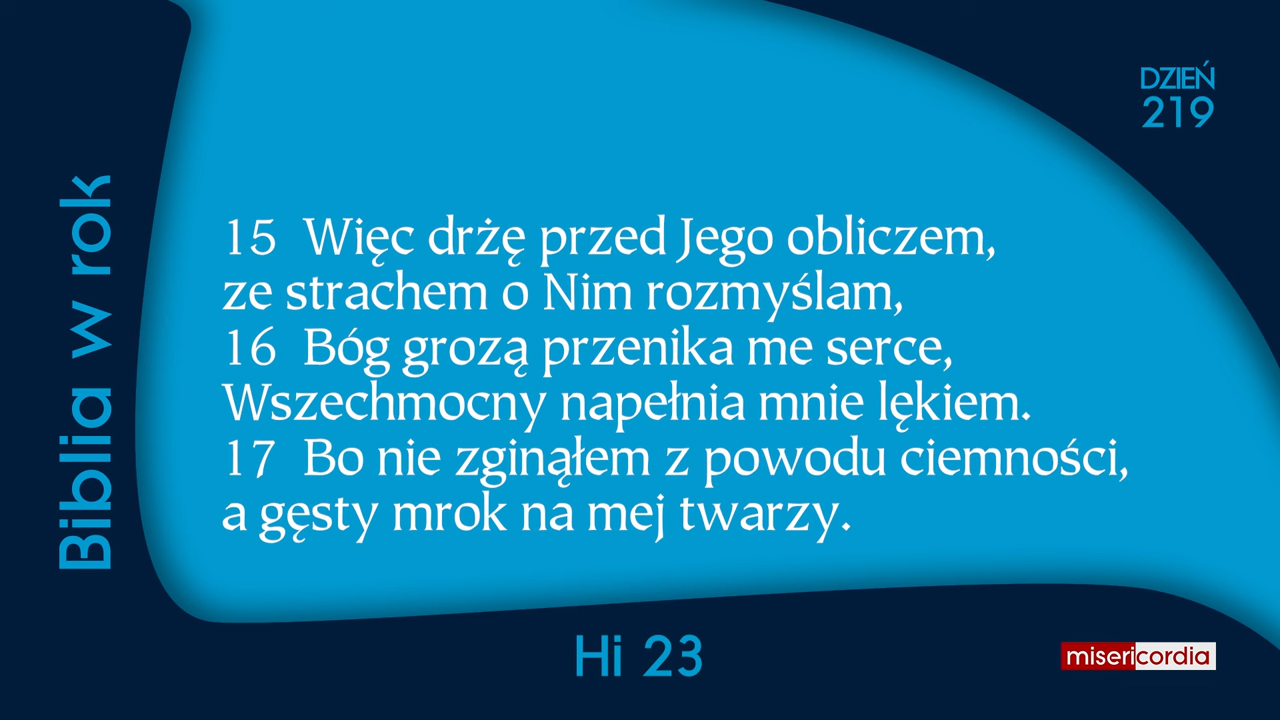 DZIEŃ
219
Biblia w rok
15 Więc drżę przed Jego obliczem,
ze strachem o Nim rozmyślam,
16 Bóg grozą przenika me serce,
Wszechmocny napełnia mnie lękiem.
17 Bo nie zginąłem z powodu ciemności,
a gęsty mrok na mej twarzy.
Hi 23
misericordia